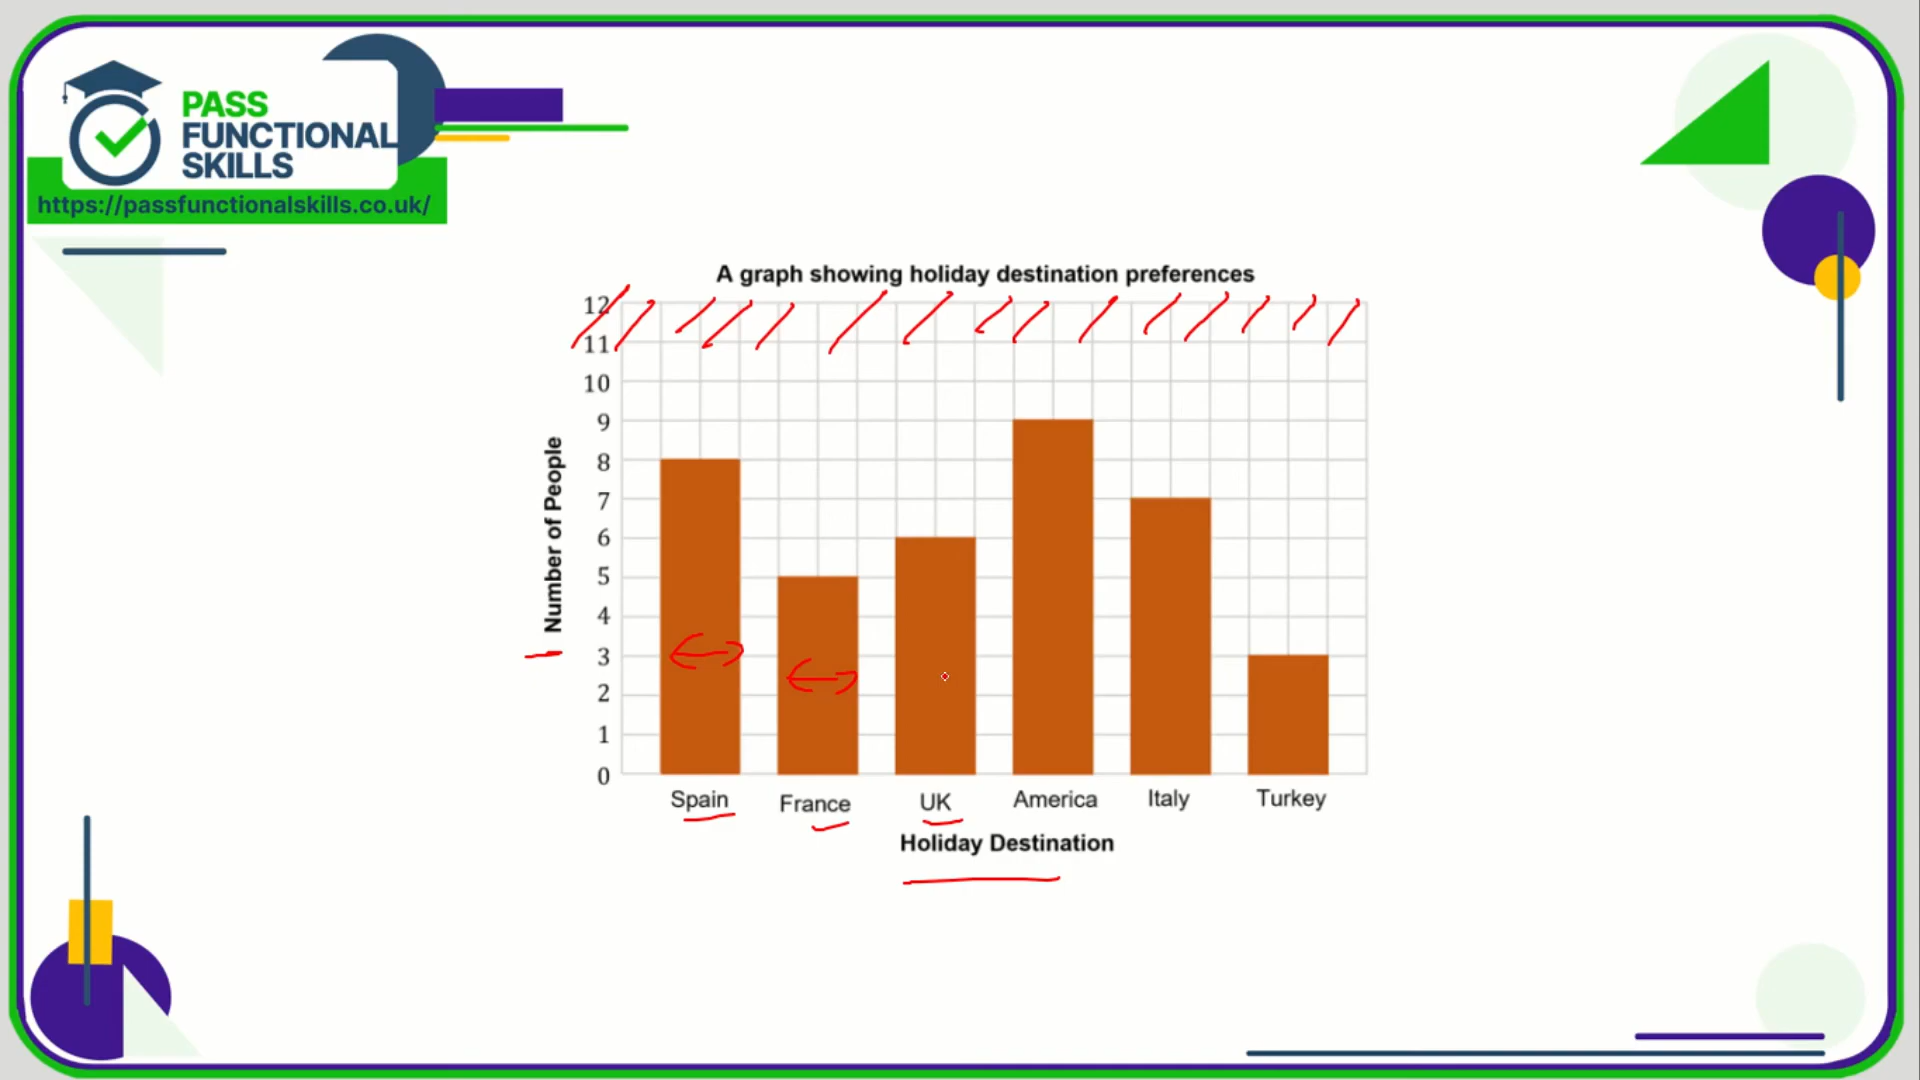 PASS
FUNCTIONAL
SKILLS
https://passfunctionalskills.co.uk/
A graph showing holiday destination preferences
12
11
10
9
8
7
6
5
4
3
2
1
0
Number of People
Spain France UK America Italy Turkey
Holiday Destination